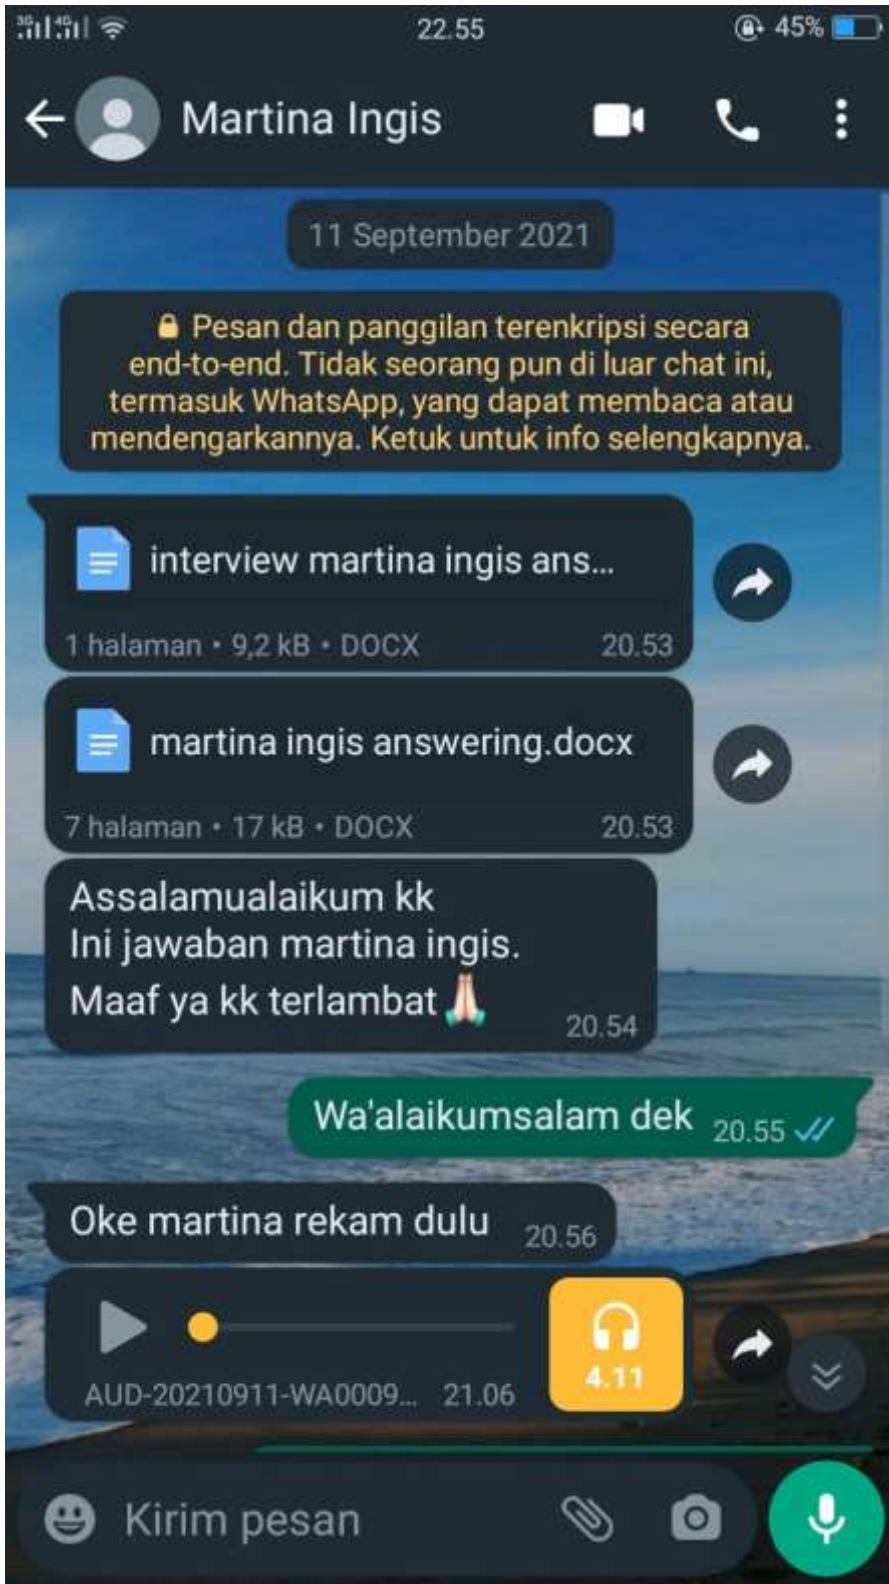 3G 4G 22.55 45%
Martina Ingis
11 September 2021
Pesan dan panggilan terenkripsi secara
end-to-end. Tidak seorang pun di luar chat ini,
termasuk WhatsApp, yang dapat membaca atau
mendengarkannya. Ketuk untuk info selengkapnya.
interview martina ingis ans...
1 halaman • 9,2 kB • DOCX 20.53
martina ingis answering.docx
7 halaman • 17 kB • DOCX 20.53
Assalamualaikum kk
Ini jawaban martina ingis.
Maaf ya kk terlambat🙏🏻
20.54
Wa'alaikumsalam dek 20.55
Oke martina rekam dulu 20.56
4.11
AUD-20210911-WA0009... 21.06
Kirim pesan